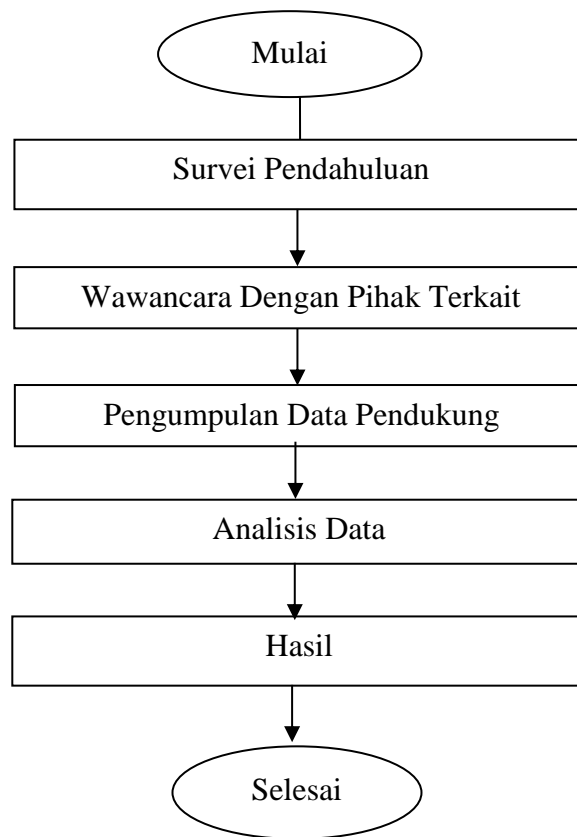 Mulai
Survei Pendahuluan
Wawancara Dengan Pihak Terkait
Pengumpulan Data Pendukung
Analisis Data
Hasil
Selesai